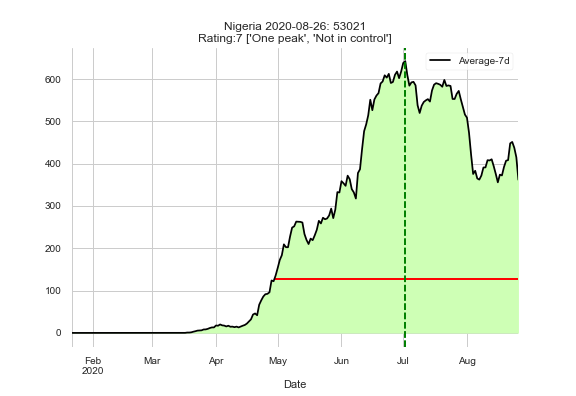 Nigeria 2020-08-26: 53021
Rating:7 ['One peak', 'Not in control']
Average-7d
600
500
400
300
200
100
0
Feb
2020
Mar
Apr
May
Jun
Jul
Aug
Date